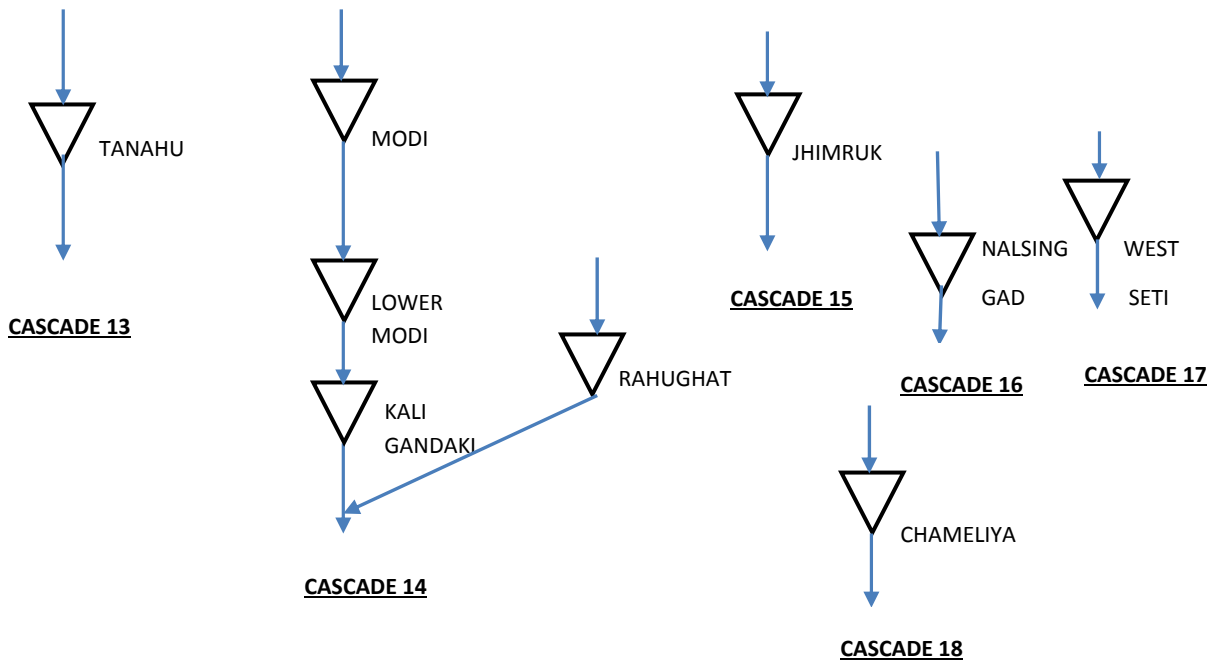 TANAHU
CASCADE 13
MODI
LOWER
MODI
KALI
GANDAKI
RAHUGHAT
CASCADE 14
JHIMRUK
CASCADE 15
NALSING
GAD
CASCADE 16
WEST
SETI
CASCADE 17
CHAMELIYA
CASCADE 18